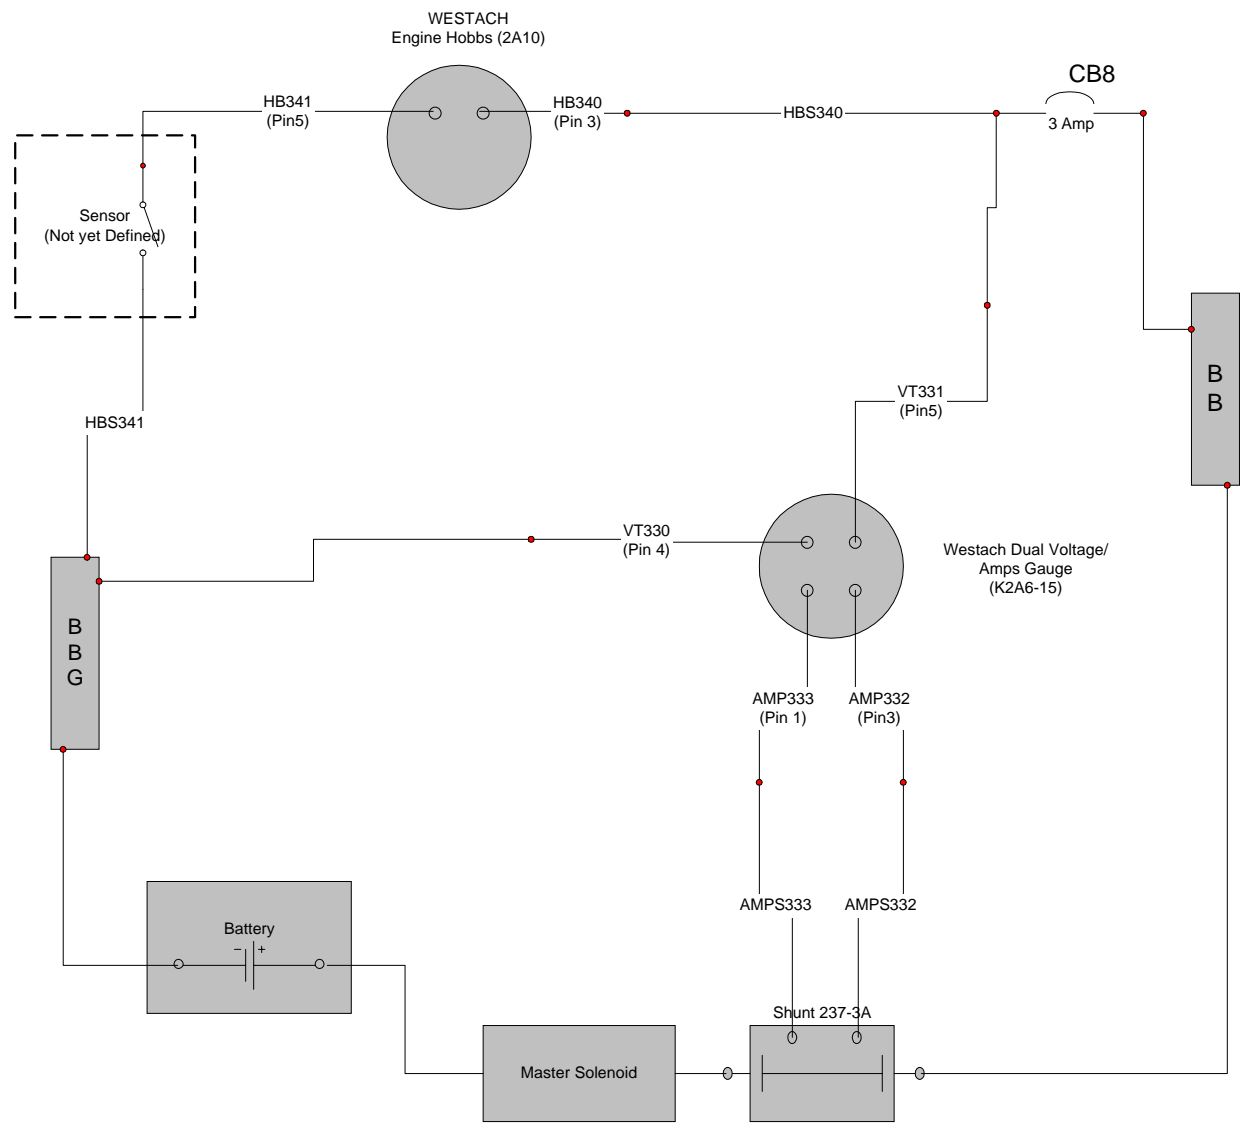 WESTACH
Engine Hobbs (2A10)
CB8
HB341
(Pin5)
HB340
(Pin 3)
HBS340
3 Amp
Sensor
(Not yet Defined)
B
B
VT331
(Pin5)
HBS341
VT330
(Pin 4)
Westach Dual Voltage/
Amps Gauge
(K2A6-15)
B
B
G
AMP333
(Pin 1)
AMP332
(Pin3)
AMPS333
AMPS332
Battery
– +
Shunt 237-3A
Master Solenoid